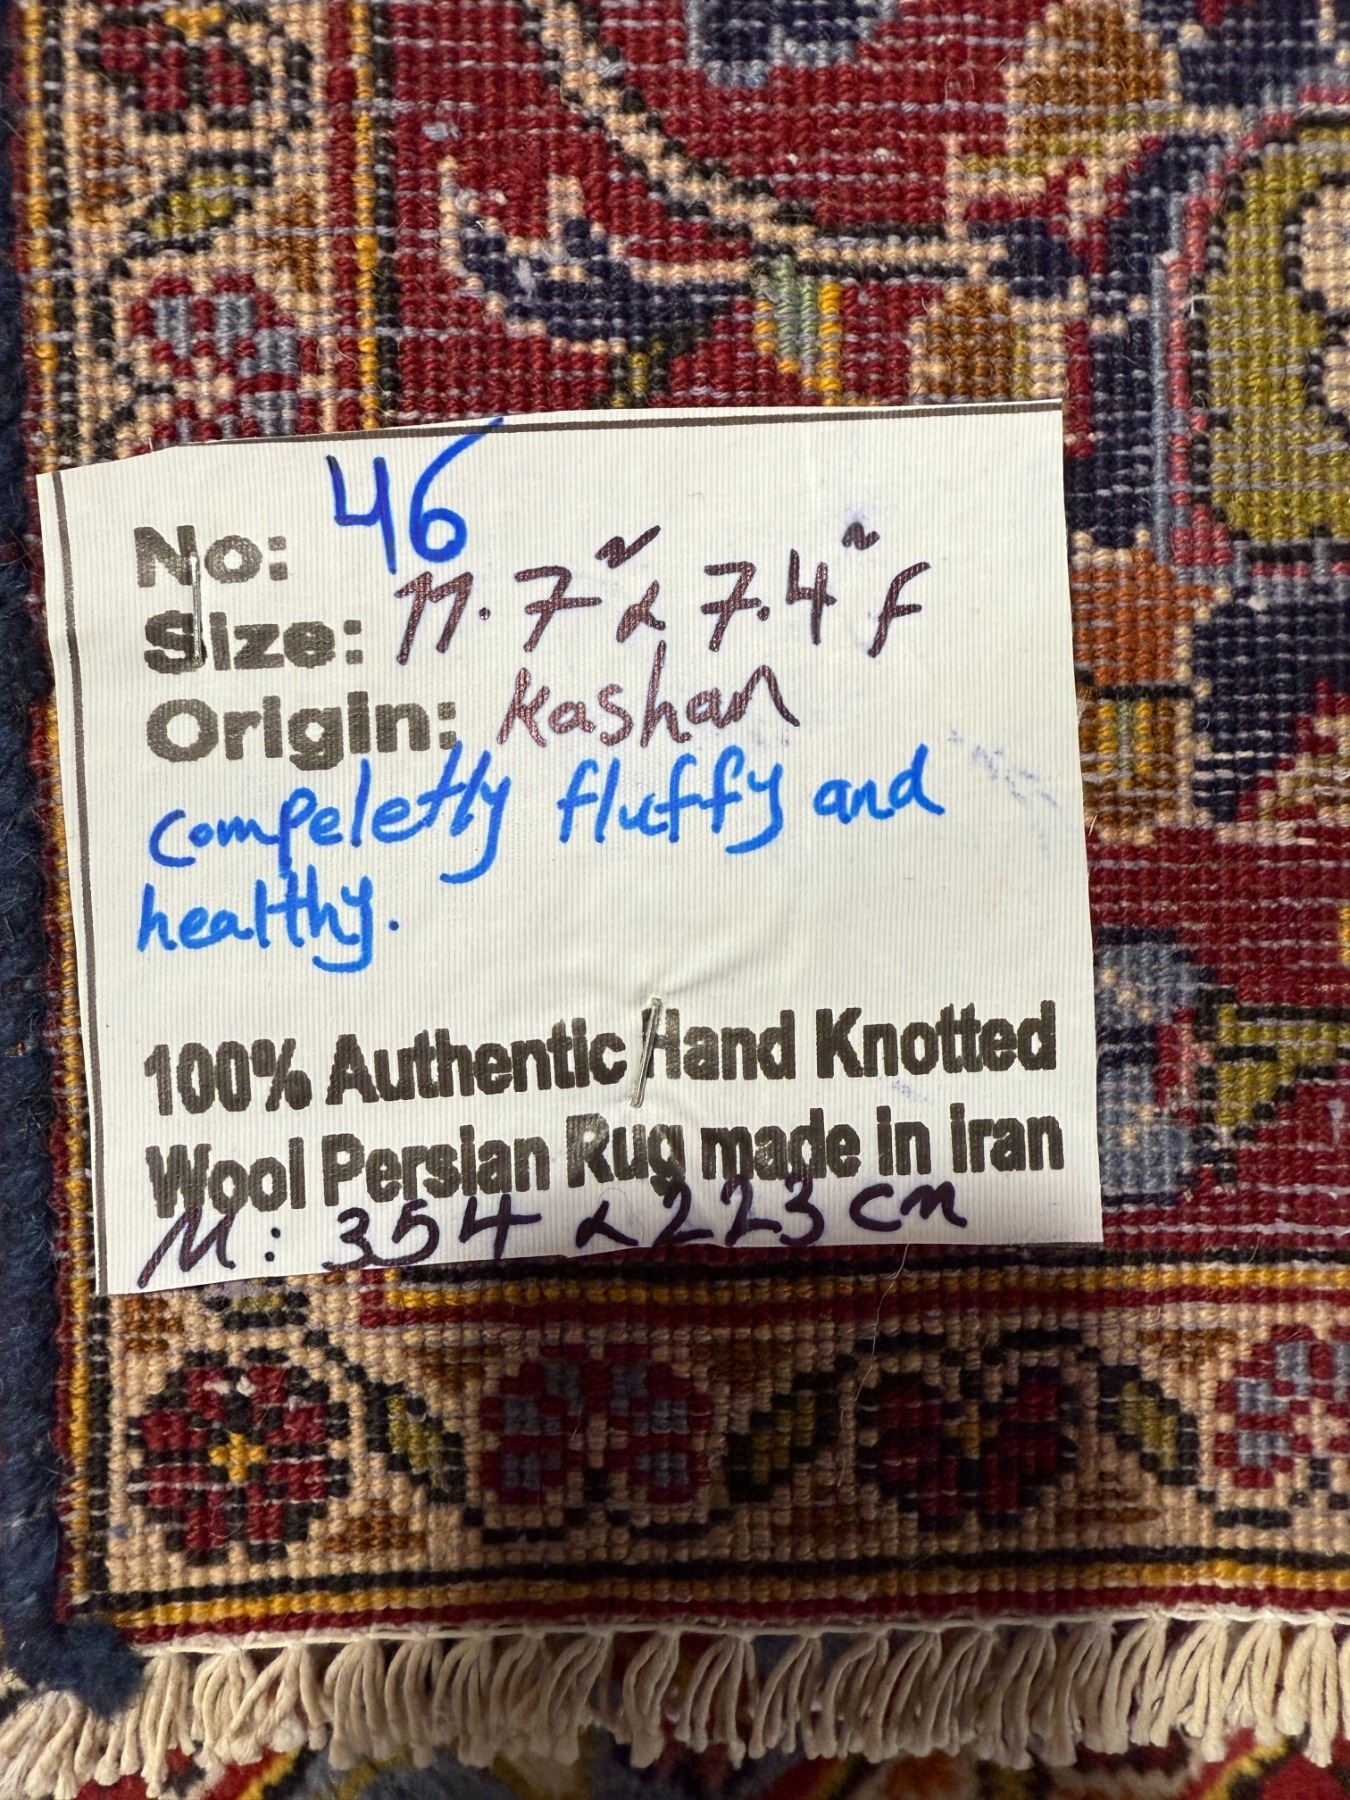 No: 46
Size: 11.7" x 7.4" f
Origin: Kashan
compeletly fluffy and
healthy.
100% Authentic Hand Knotted
Wool Persian Rug made in iran
M: 354 x 223 cm